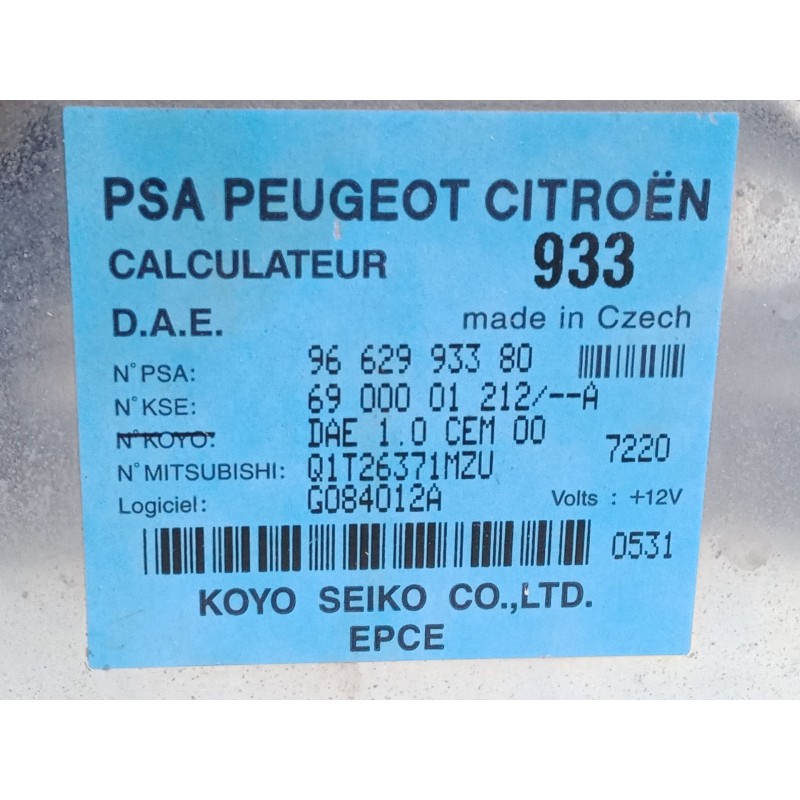 PSA PEUGEOT CITROËN
CALCULATEUR 933
D.A.E. made in Czech
N°PSA: 96 629 933 80
N°KSE: 69 000 01 212/--A
N°KOYO: DAE 1.0 CEM 00 7220
N°MITSUBISHI: Q1T26371MZU
Logiciel: G084012A Volts : +12V
0531
KOYO SEIKO CO.,LTD.
EPCE